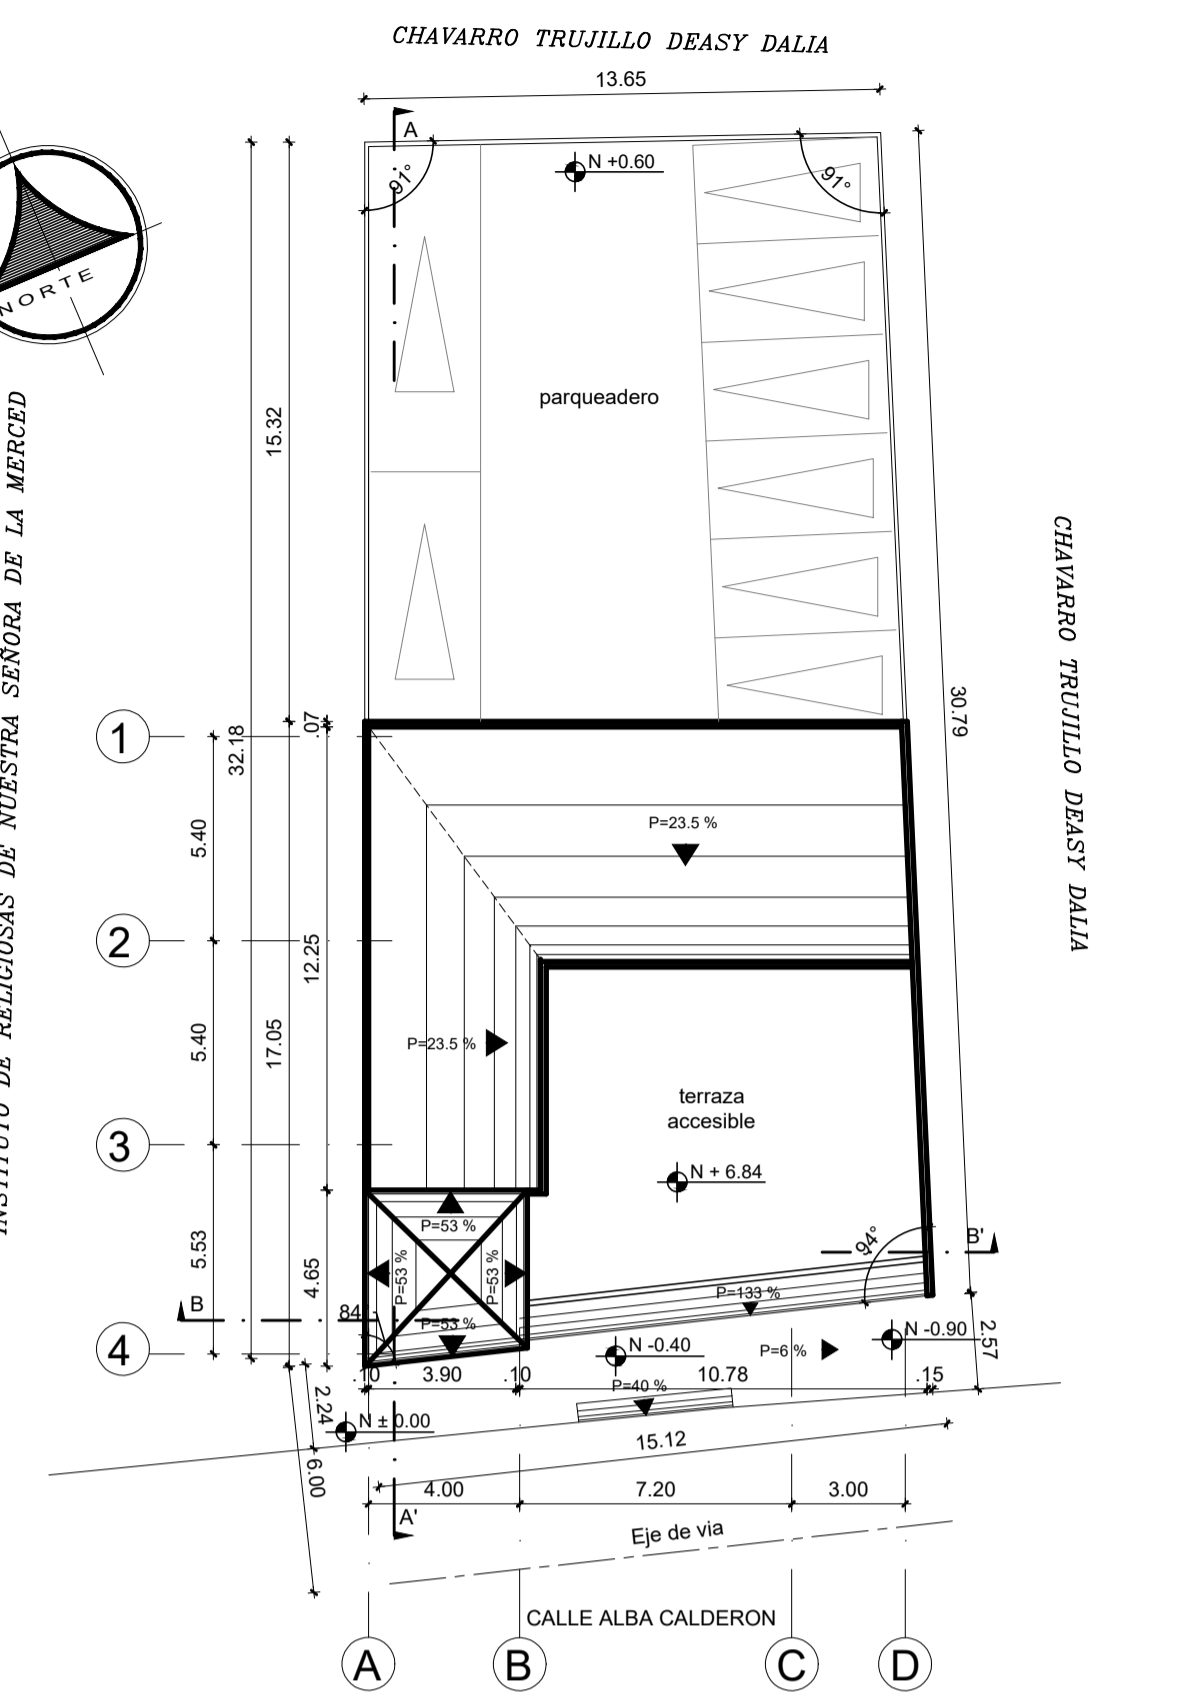 CHAVARRO TRUJILLO DEASY DALIA
13.65
A
91°
N +0.60
91°
NORTE
INSTITUTO DE RELIGIOSAS DE NUESTRA SEÑORA DE LA MERCED
15.32
parqueadero
CHAVARRO TRUJILLO DEASY DALIA
30.79
1
.07
32.18
5.40
P=23.5 %
2
12.25
5.40
17.05
P=23.5 %
terraza
accesible
3
N + 6.84
5.53
4.65
P=53 %
P=53 %
P=53 %
P=53 %
94°
B'
B
84°
P=133 %
4
N -0.40
P=6 %
N -0.90
2.57
.10
3.90
.10
10.78
.15
P=40 %
2.24
N ± 0.00
15.12
6.00
4.00
7.20
3.00
A'
Eje de via
CALLE ALBA CALDERON
A
B
C
D